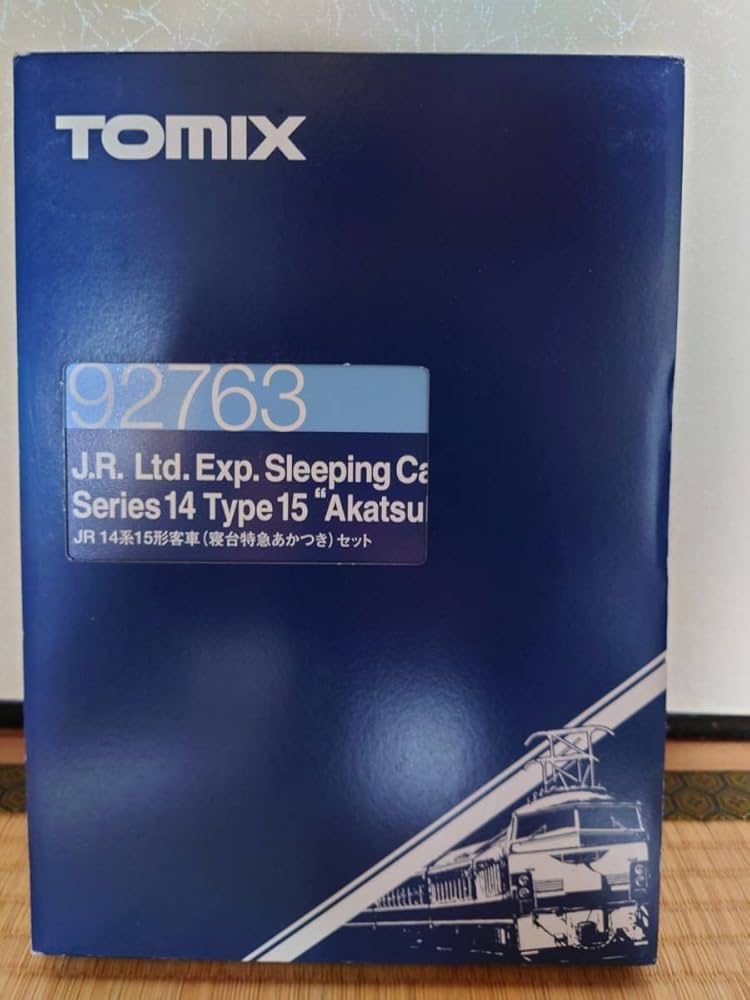 TOMIX
92763
J.R. Ltd. Exp. Sleeping Ca
Series 14 Type 15 “Akatsu
JR 14系15形客車(寝台特急あかつき)セット